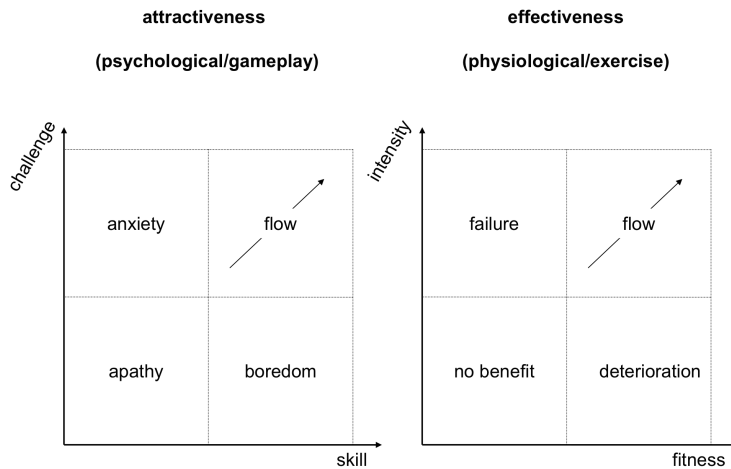 attractiveness
(psychological/gameplay)
challenge
anxiety
flow
apathy
boredom
skill
effectiveness
(physiological/exercise)
intensity
failure
flow
no benefit
deterioration
fitness